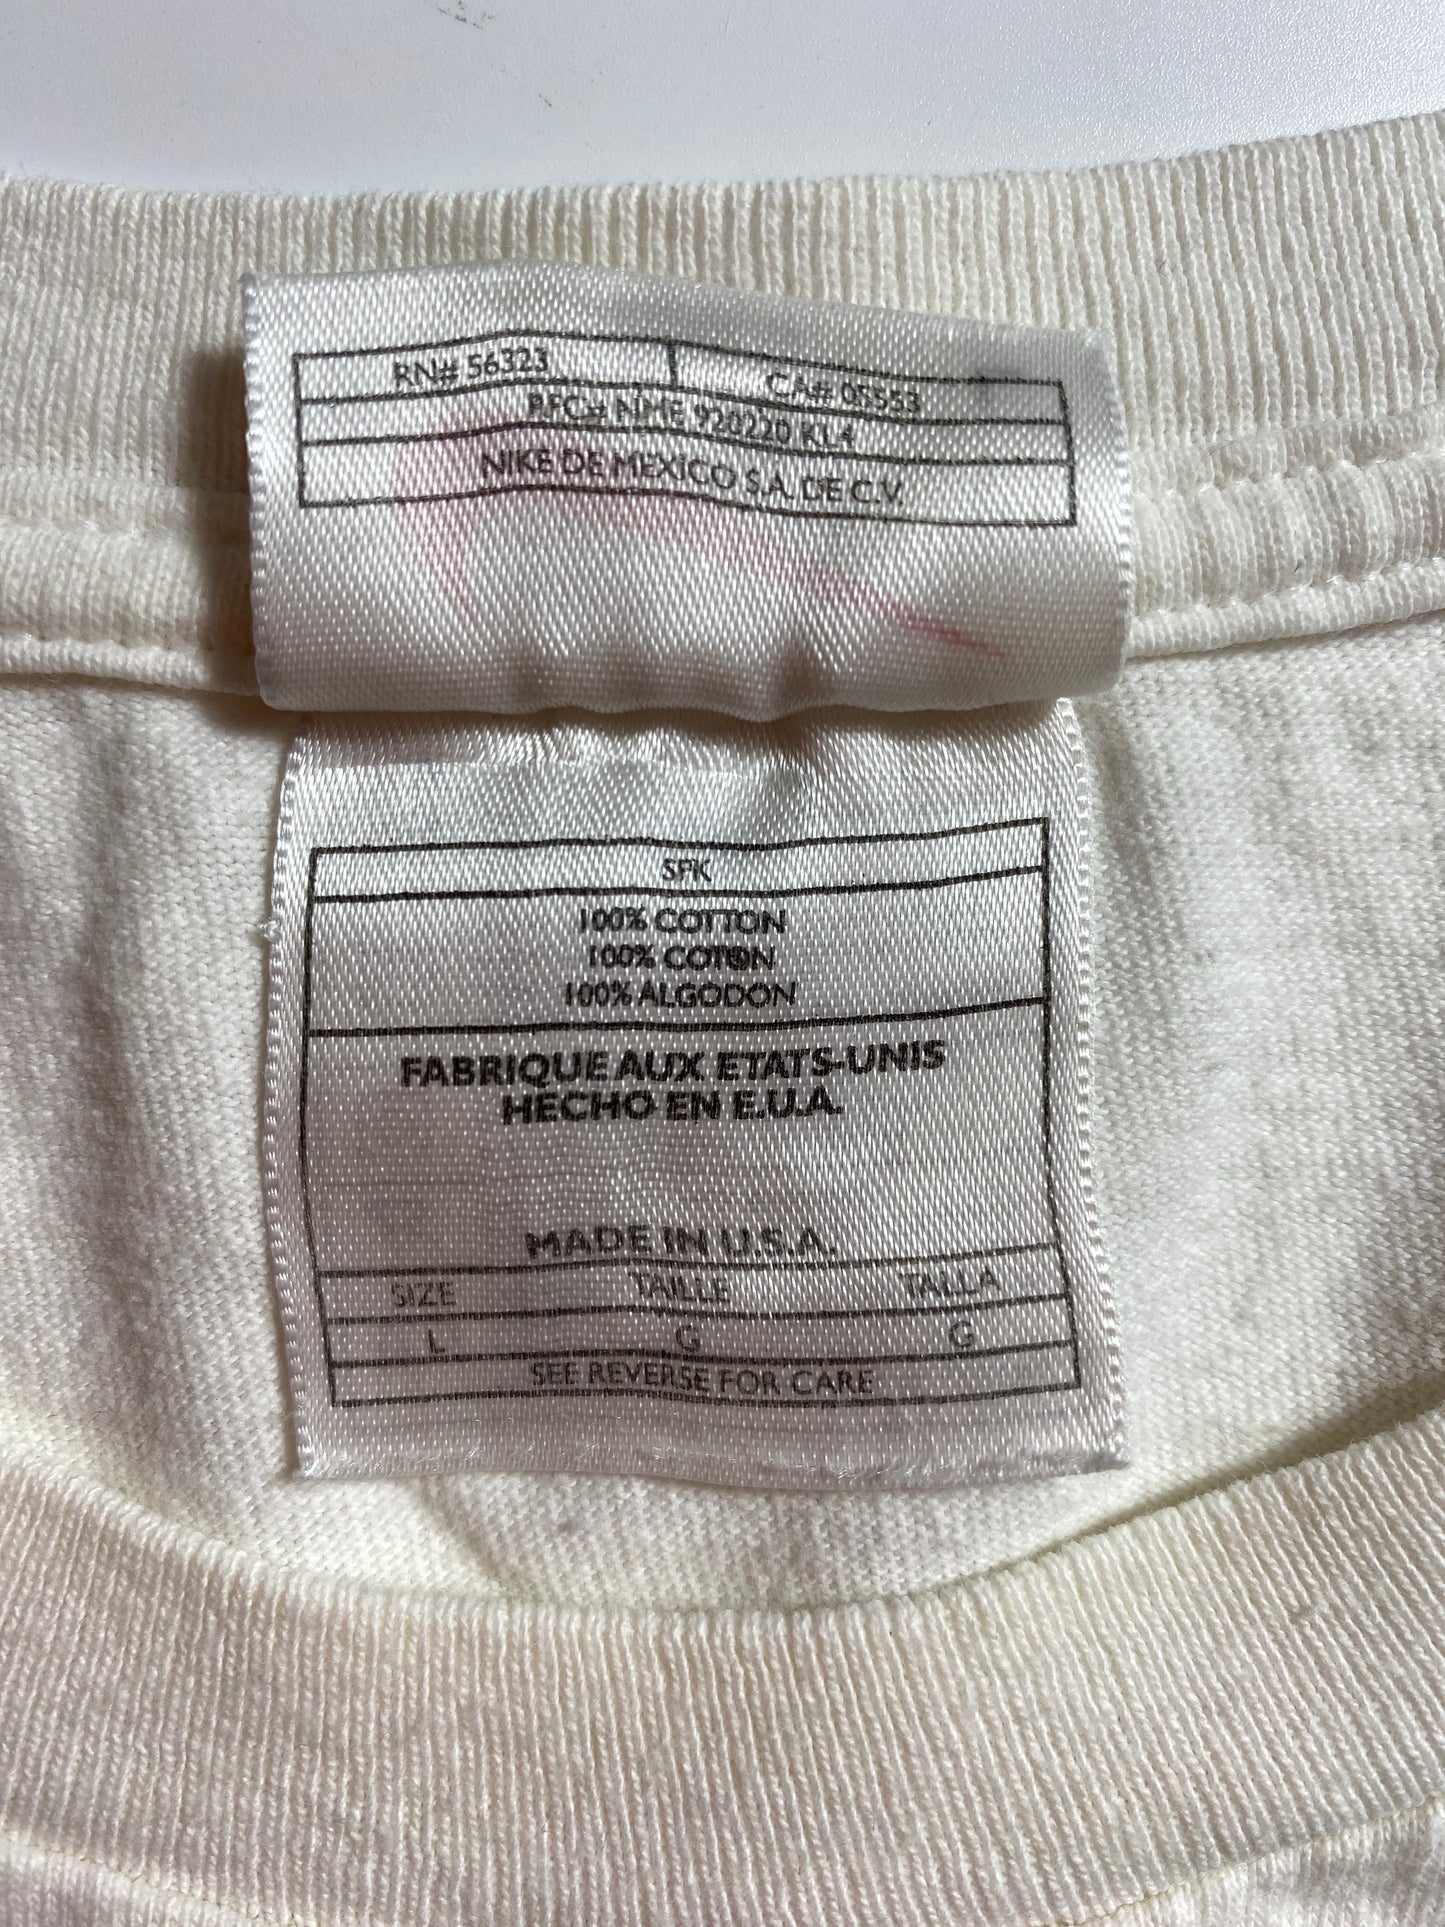 RN# 56323 CA# 05553
RFC# NME 920220 KL4
NIKE DE MEXICO S.A. DE C.V.
SPK
100% COTTON
100% COTON
100% ALGODON
FABRIQUE AUX ETATS-UNIS
HECHO EN E.U.A.
MADE IN U.S.A.
SIZE TAILLE TALLA
L G G
SEE REVERSE FOR CARE